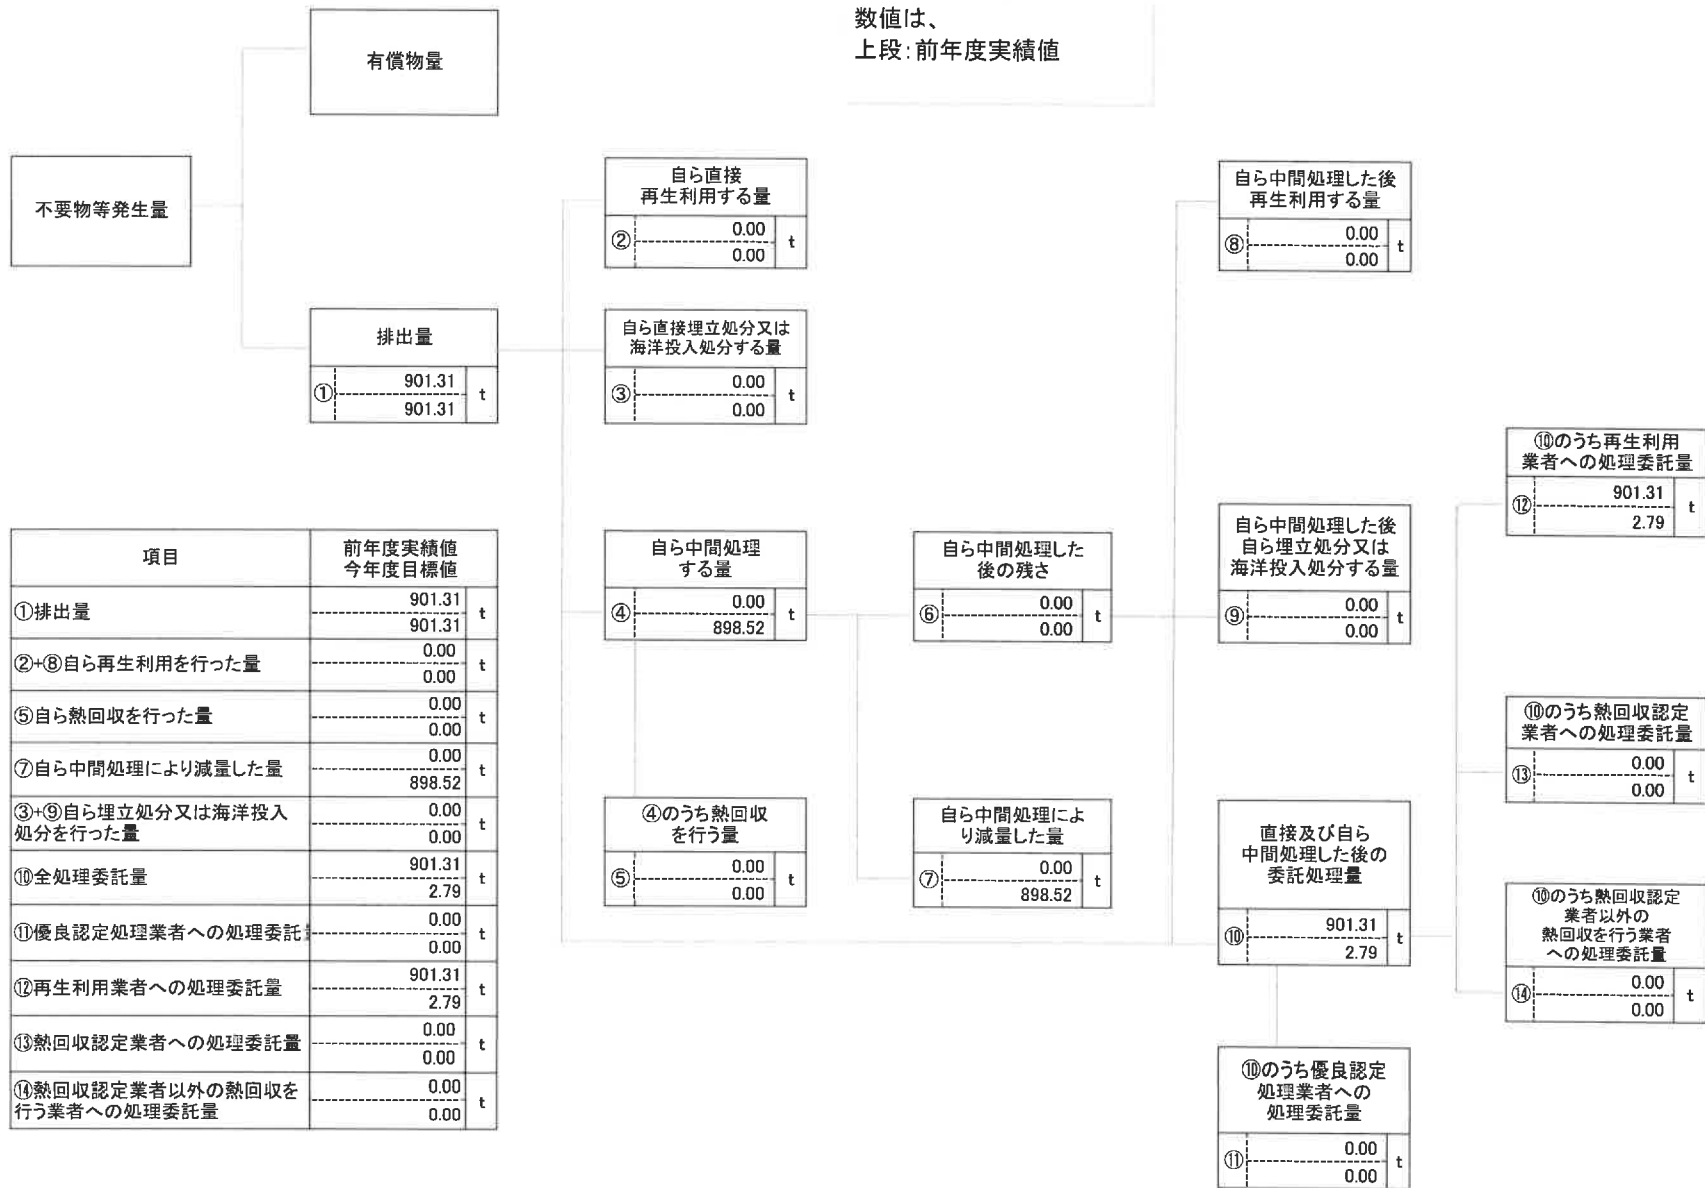 数値は、
上段:前年度実績値
有償物量
不要物等発生量
排出量
① 901.31 t
901.31
自ら直接
再生利用する量
② 0.00 t
0.00
自ら直接埋立処分又は
海洋投入処分する量
③ 0.00 t
0.00
自ら中間処理した後
再生利用する量
⑧ 0.00 t
0.00
⑩のうち再生利用
業者への処理委託量
⑫ 901.31 t
2.79
自ら中間処理
する量
④ 0.00 t
898.52
自ら中間処理した
後の残さ
⑥ 0.00 t
0.00
自ら中間処理した後
自ら埋立処分又は
海洋投入処分する量
⑨ 0.00 t
0.00
⑩のうち熱回収認定
業者への処理委託量
⑬ 0.00 t
0.00
④のうち熱回収
を行う量
⑤ 0.00 t
0.00
自ら中間処理によ
り減量した量
⑦ 0.00 t
898.52
直接及び自ら
中間処理した後の
委託処理量
⑩ 901.31 t
2.79
⑩のうち熱回収認定
業者以外の
熱回収を行う業者
への処理委託量
⑭ 0.00 t
0.00
⑩のうち優良認定
処理業者への
処理委託量
⑪ 0.00 t
0.00
項目 前年度実績値
今年度目標値
①排出量 901.31 t
901.31
②+⑧自ら再生利用を行った量 0.00 t
0.00
⑤自ら熱回収を行った量 0.00 t
0.00
⑦自ら中間処理により減量した量 0.00 t
898.52
③+⑨自ら埋立処分又は海洋投入
処分を行った量 0.00 t
0.00
⑩全処理委託量 901.31 t
2.79
⑪優良認定処理業者への処理委託 0.00 t
0.00
⑫再生利用業者への処理委託量 901.31 t
2.79
⑬熱回収認定業者への処理委託量 0.00 t
0.00
⑭熱回収認定業者以外の熱回収を
行う業者への処理委託量 0.00 t
0.00